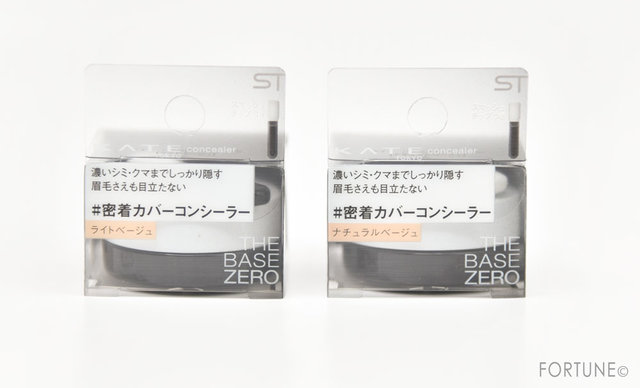 ST
KATE concealer
TOKYO
濃いシミ・クマまでしっかり隠す
眉毛さえも目立たない
#密着カバーコンシーラー
ライトベージュ
THE
BASE
ZERO
ST
KATE concealer
TOKYO
濃いシミ・クマまでしっかり隠す
眉毛さえも目立たない
#密着カバーコンシーラー
ナチュラルベージュ
THE
BASE
ZERO
FORTUNE©